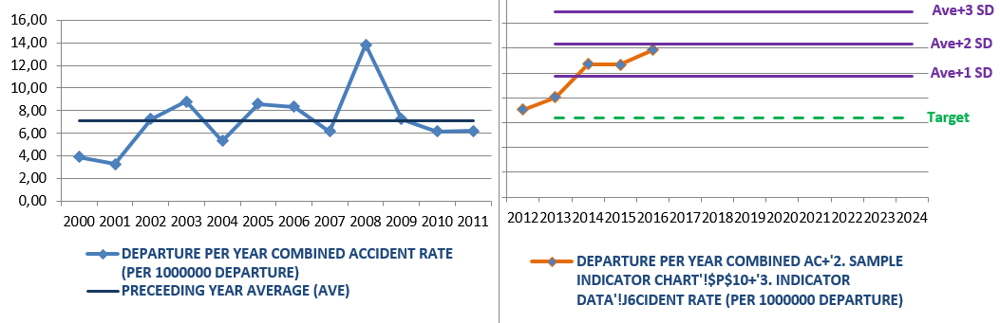 16,00
14,00
12,00
10,00
8,00
6,00
4,00
2,00
0,00
2000 2001 2002 2003 2004 2005 2006 2007 2008 2009 2010 2011
DEPARTURE PER YEAR COMBINED ACCIDENT RATE
(PER 1000000 DEPARTURE)
PRECEEDING YEAR AVERAGE (AVE)
Ave+3 SD
Ave+2 SD
Ave+1 SD
Target
2012 2013 2014 2015 2016 2017 2018 2019 2020 2021 2022 2023 2024
DEPARTURE PER YEAR COMBINED AC+'2. SAMPLE
INDICATOR CHART'!$P$10+'3. INDICATOR
DATA'!J6CIDENT RATE (PER 1000000 DEPARTURE)